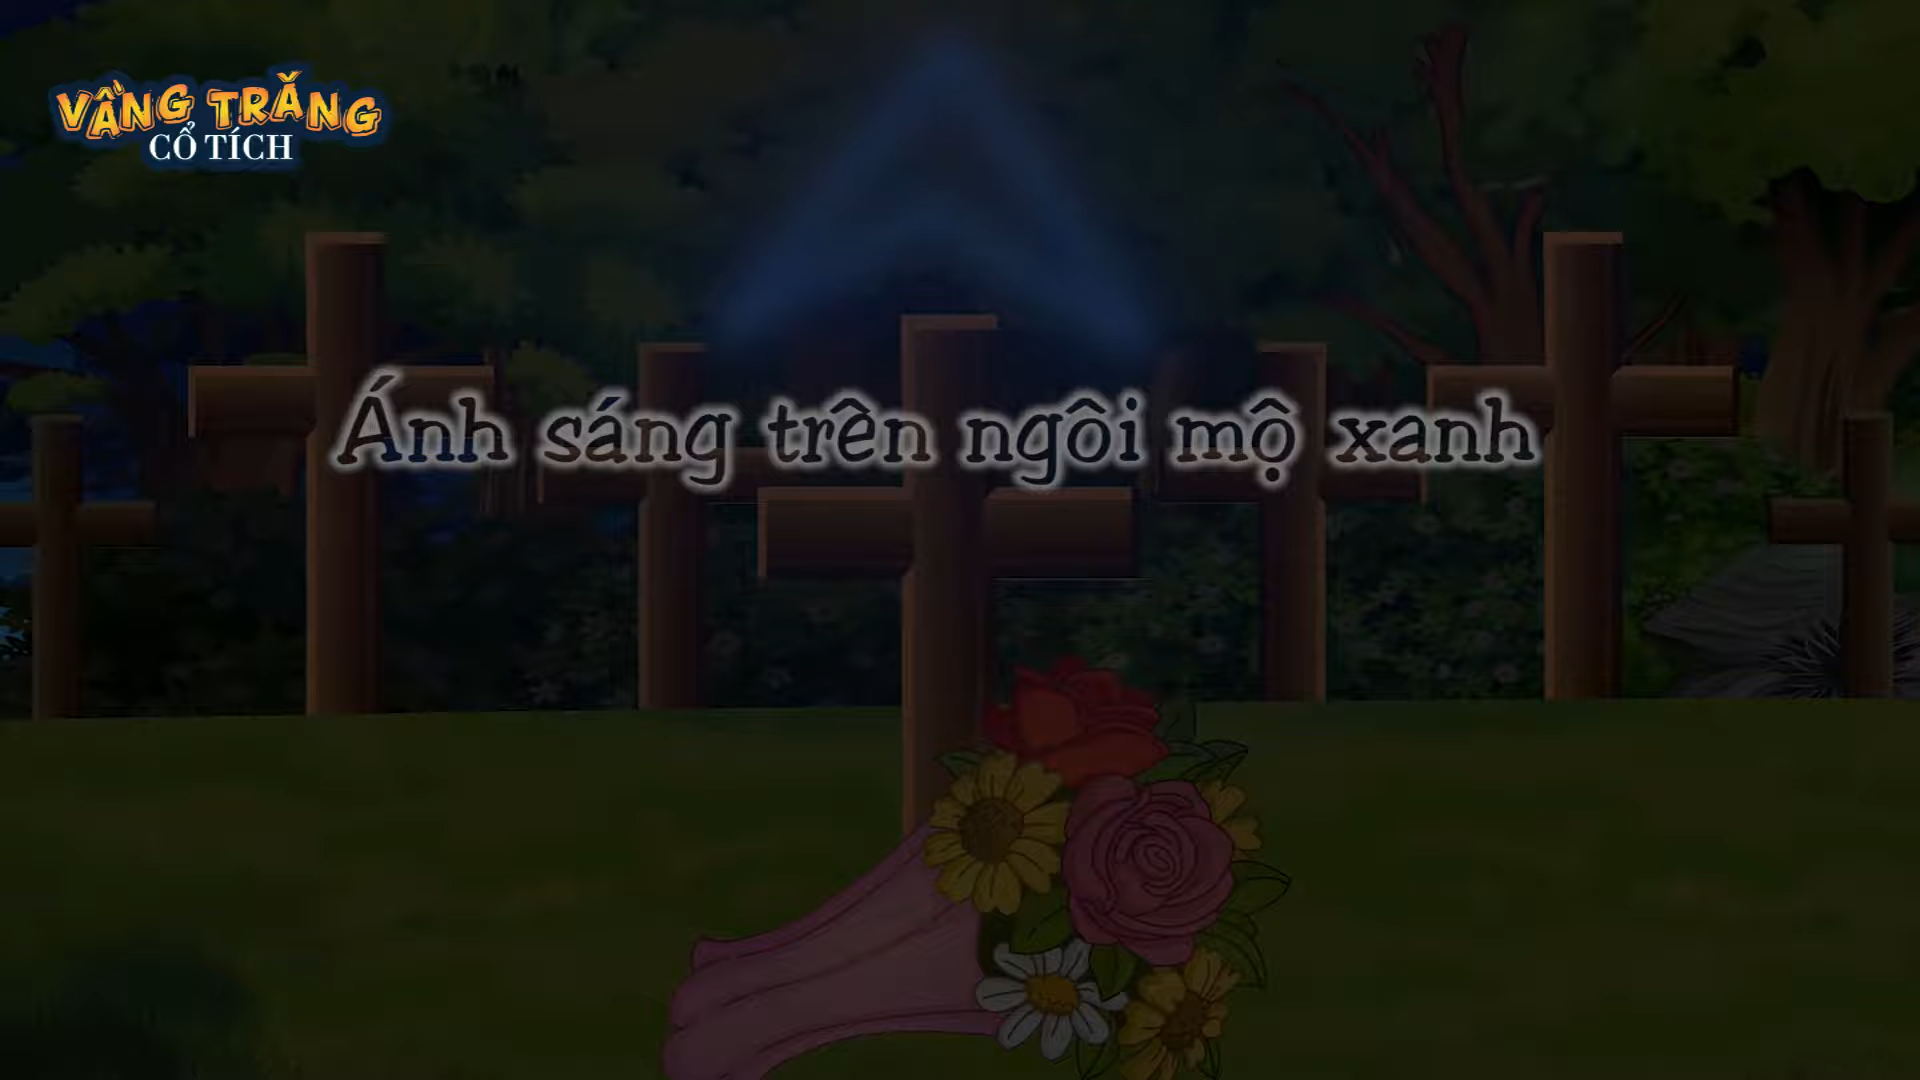 VẦNG TRĂNG
CỔ TÍCH
Ánh sáng trên ngôi mộ xanh